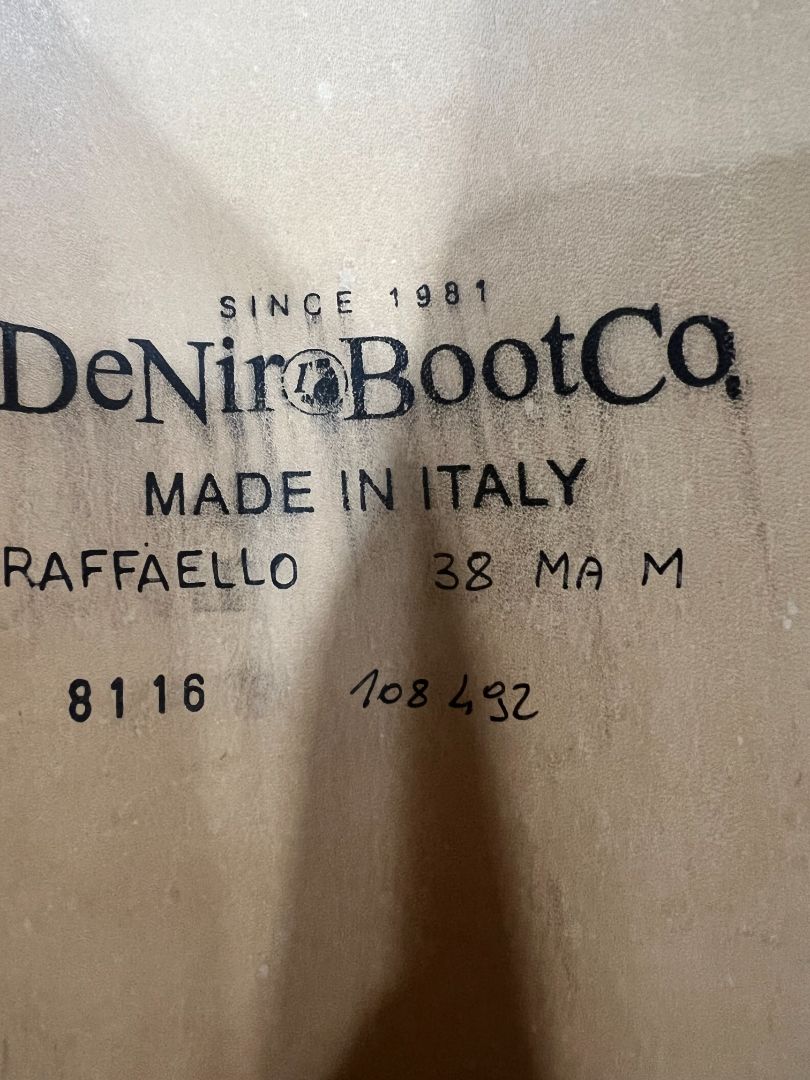 SINCE 1981
DeNiroBootCo.
MADE IN ITALY
RAFFAELLO 38 MA M
8116 108492